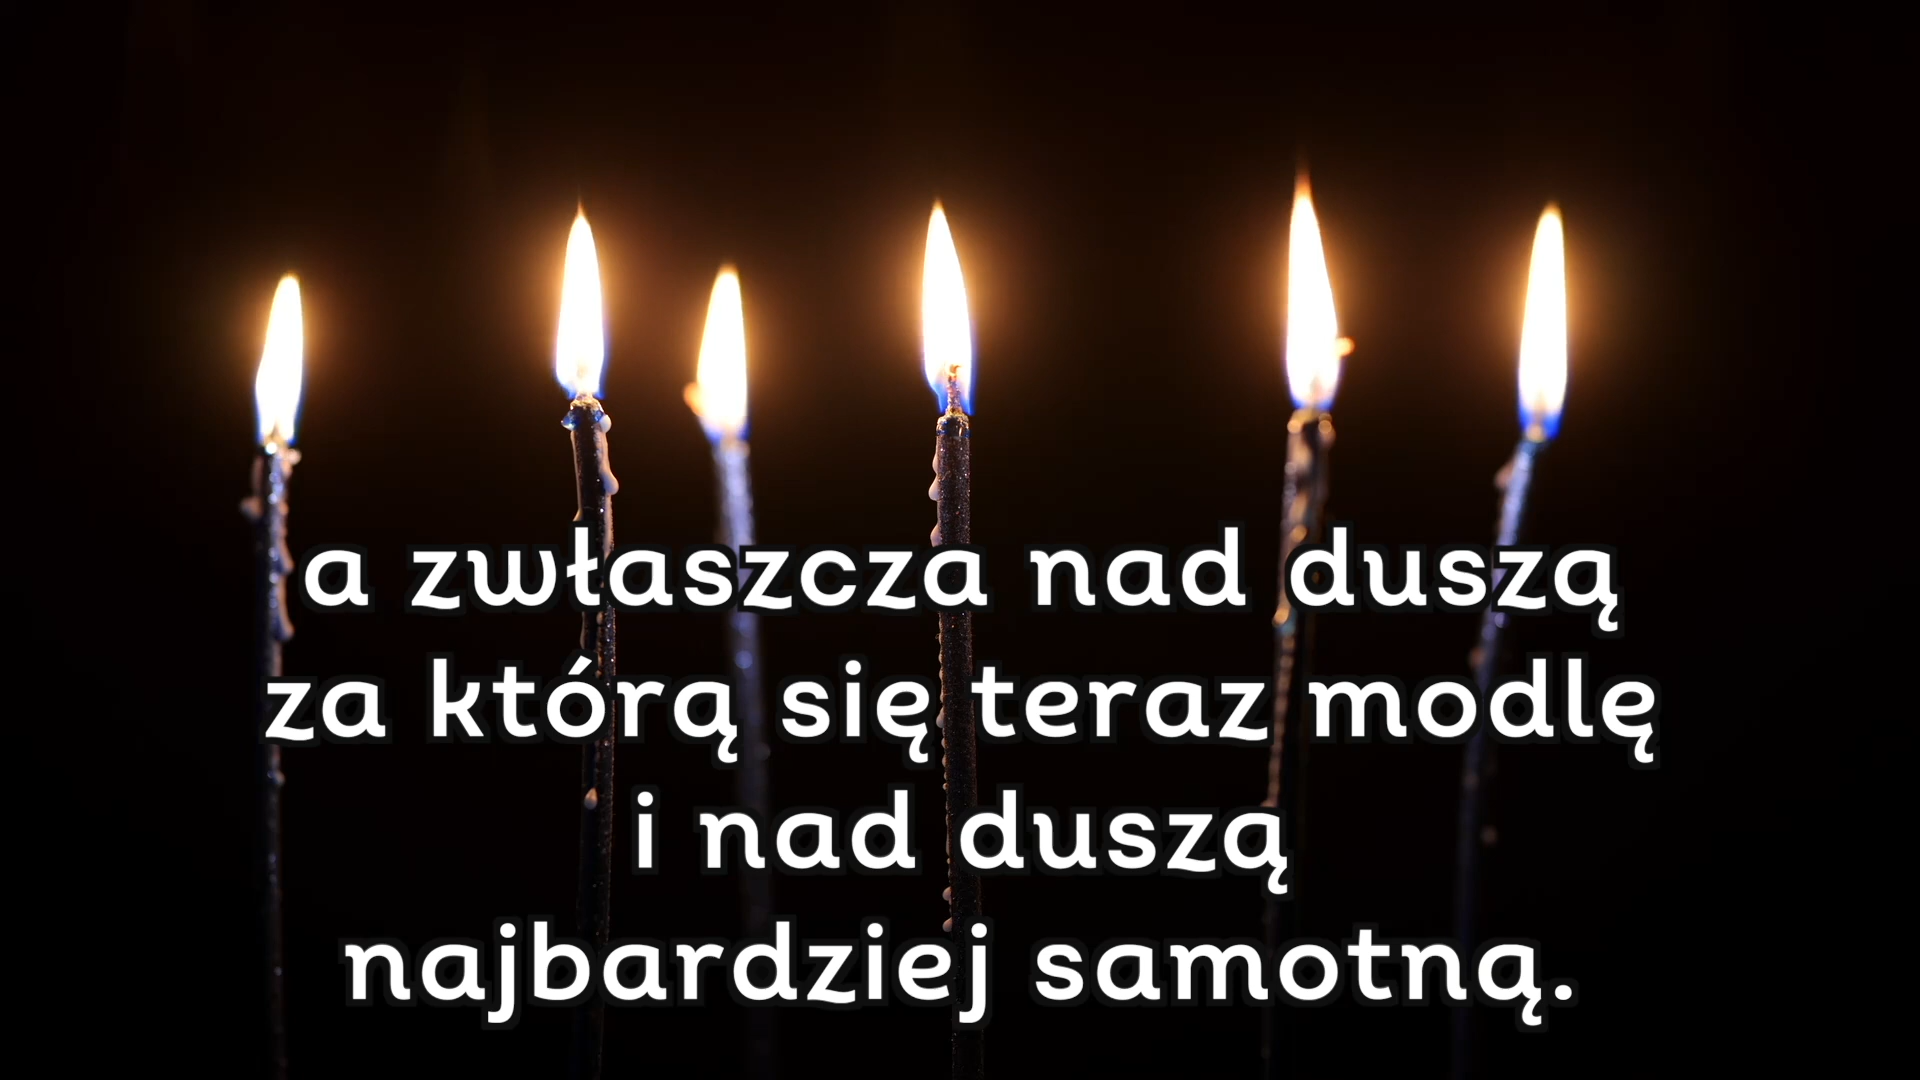 a zwłaszcza nad duszą
za którą się teraz modlę
i nad duszą
najbardziej samotną.